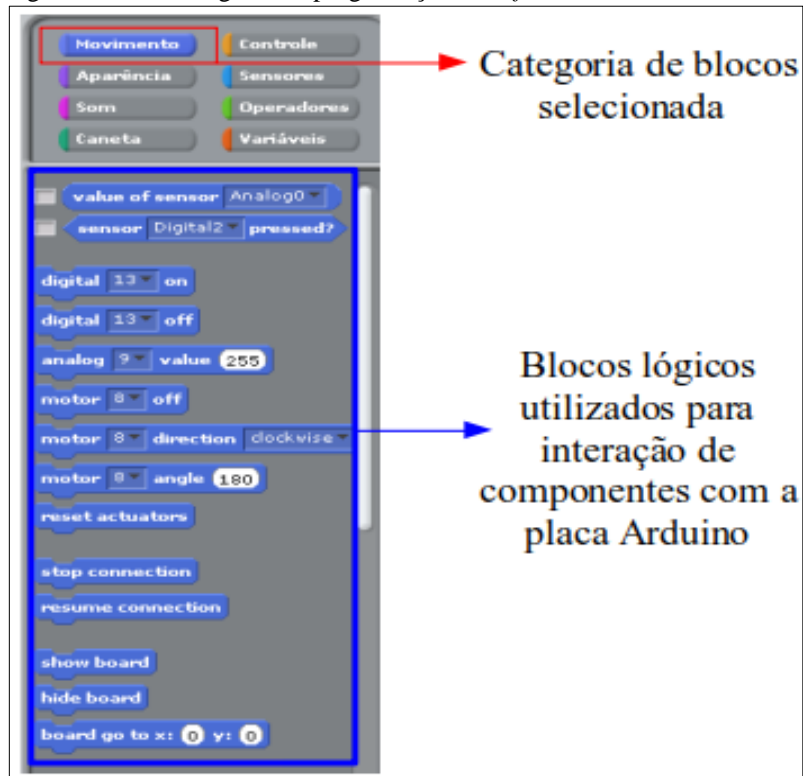 Movimento Controle
Aparência Sensores
Som Operadores
Caneta Variáveis
Categoria de blocos
selecionada
value of sensor Analog0
sensor Digital2 pressed?
digital 13 on
digital 13 off
analog 9 value 255
motor 8 off
motor 8 direction clockwise
motor 8 angle 180
reset actuators
stop connection
resume connection
show board
hide board
board go to x: 0 y: 0
Blocos lógicos
utilizados para
interação de
componentes com a
placa Arduino